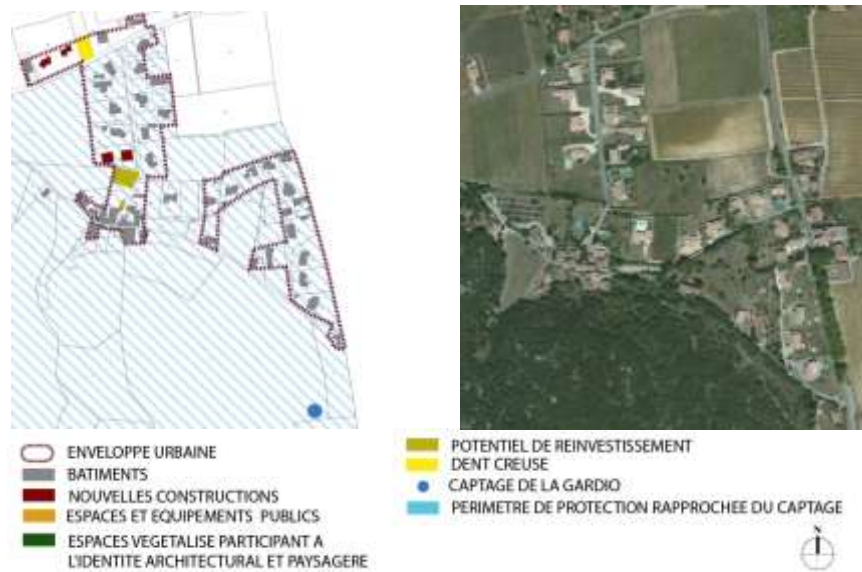 ENVELOPPE URBAINE
BATIMENTS
NOUVELLES CONSTRUCTIONS
ESPACES ET EQUIPEMENTS PUBLICS
ESPACES VEGETALISE PARTICIPANT A
L'IDENTITE ARCHITECTURAL ET PAYSAGERE
POTENTIEL DE REINVESTISSEMENT
DENT CREUSE
CAPTAGE DE LA GARDIO
PERIMETRE DE PROTECTION RAPPROCHEE DU CAPTAGE
N